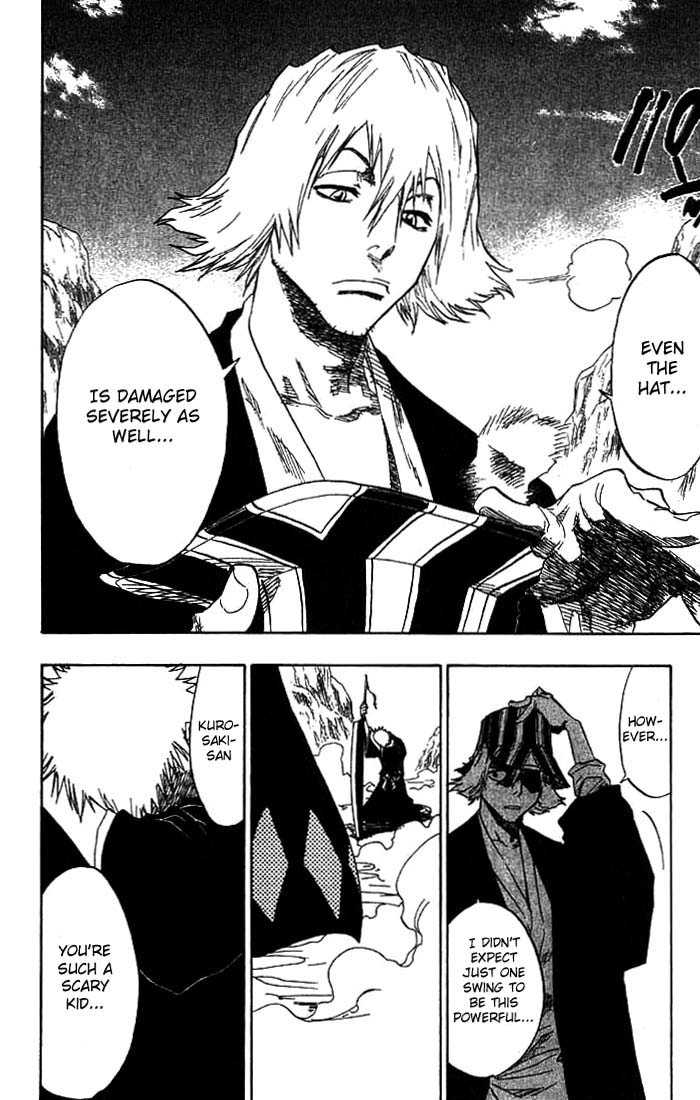 EVEN
THE
HAT...
IS DAMAGED
SEVERELY AS
WELL...
HOW-
EVER...
I DIDN'T
EXPECT
JUST ONE
SWING TO
BE THIS
POWERFUL...
KURO-
SAKI-
SAN
YOU'RE
SUCH A
SCARY
KID...